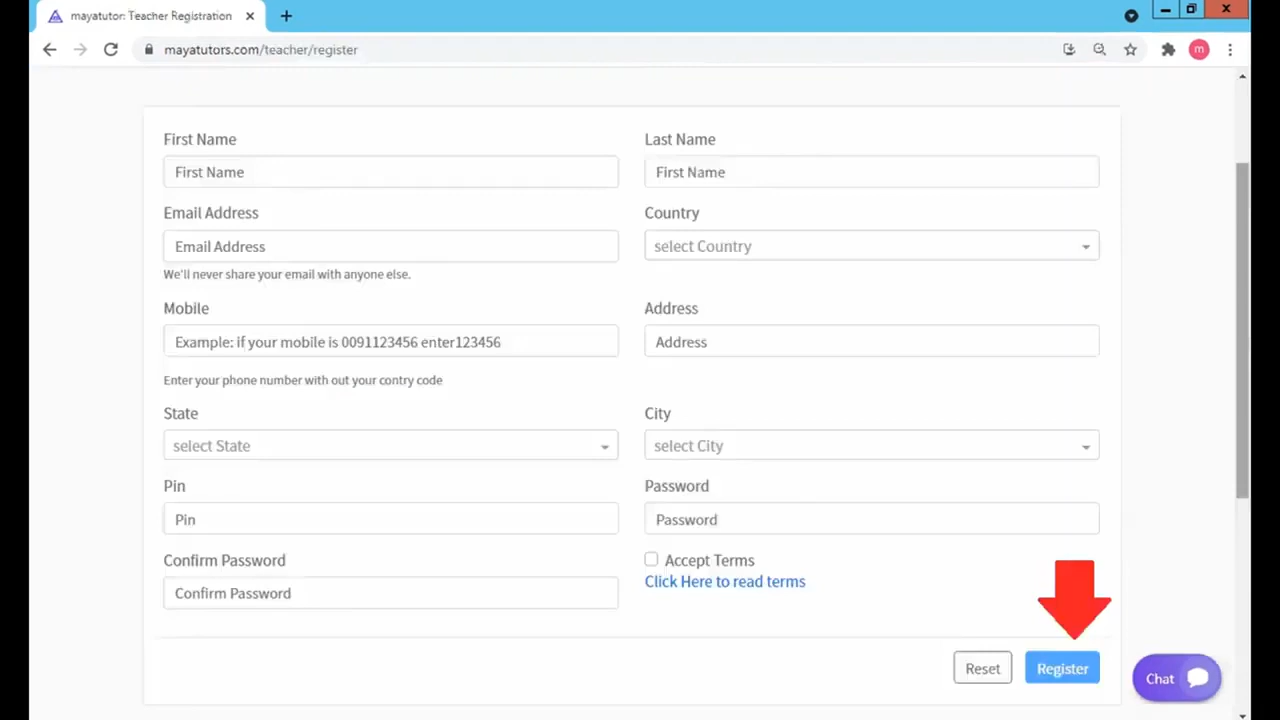 mayatutor: Teacher Registration
mayatutors.com/teacher/register
m
First Name
Last Name
First Name
First Name
Email Address
Country
Email Address
select Country
We'll never share your email with anyone else.
Mobile
Address
Example: if your mobile is 0091123456 enter123456
Address
Enter your phone number with out your contry code
State
City
select State
select City
Pin
Password
Pin
Password
Confirm Password
Accept Terms
Click Here to read terms
Confirm Password
Reset
Register
Chat